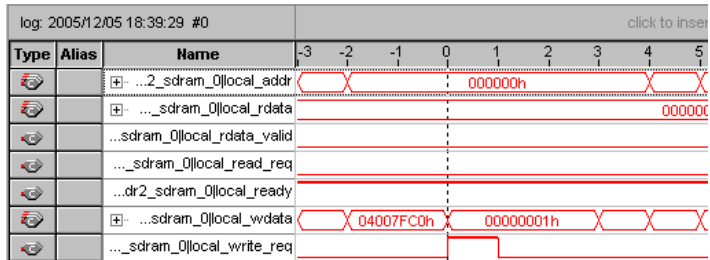 log: 2005/12/05 18:39:29 #0 click to inser
Type Alias Name -3 -2 -1 0 1 2 3 4 5
...2_sdram_0|local_addr 000000h
..._sdram_0|local_rdata 000000
...sdram_0|local_rdata_valid
..._sdram_0|local_read_req
...dr2_sdram_0|local_ready
...sdram_0|local_wdata 04007FC0h 00000001h
..._sdram_0|local_write_req